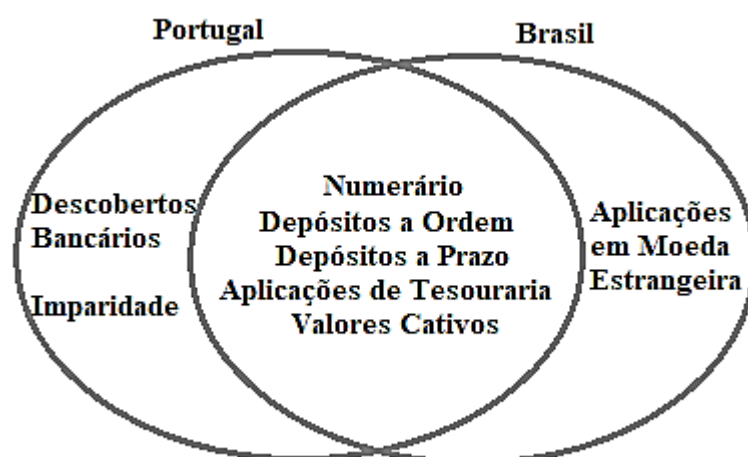 Portugal
Brasil
Descobertos
Bancários
Imparidade
Numerário
Depósitos a Ordem
Depósitos a Prazo
Aplicações de Tesouraria
Valores Cativos
Aplicações
em Moeda
Estrangeira